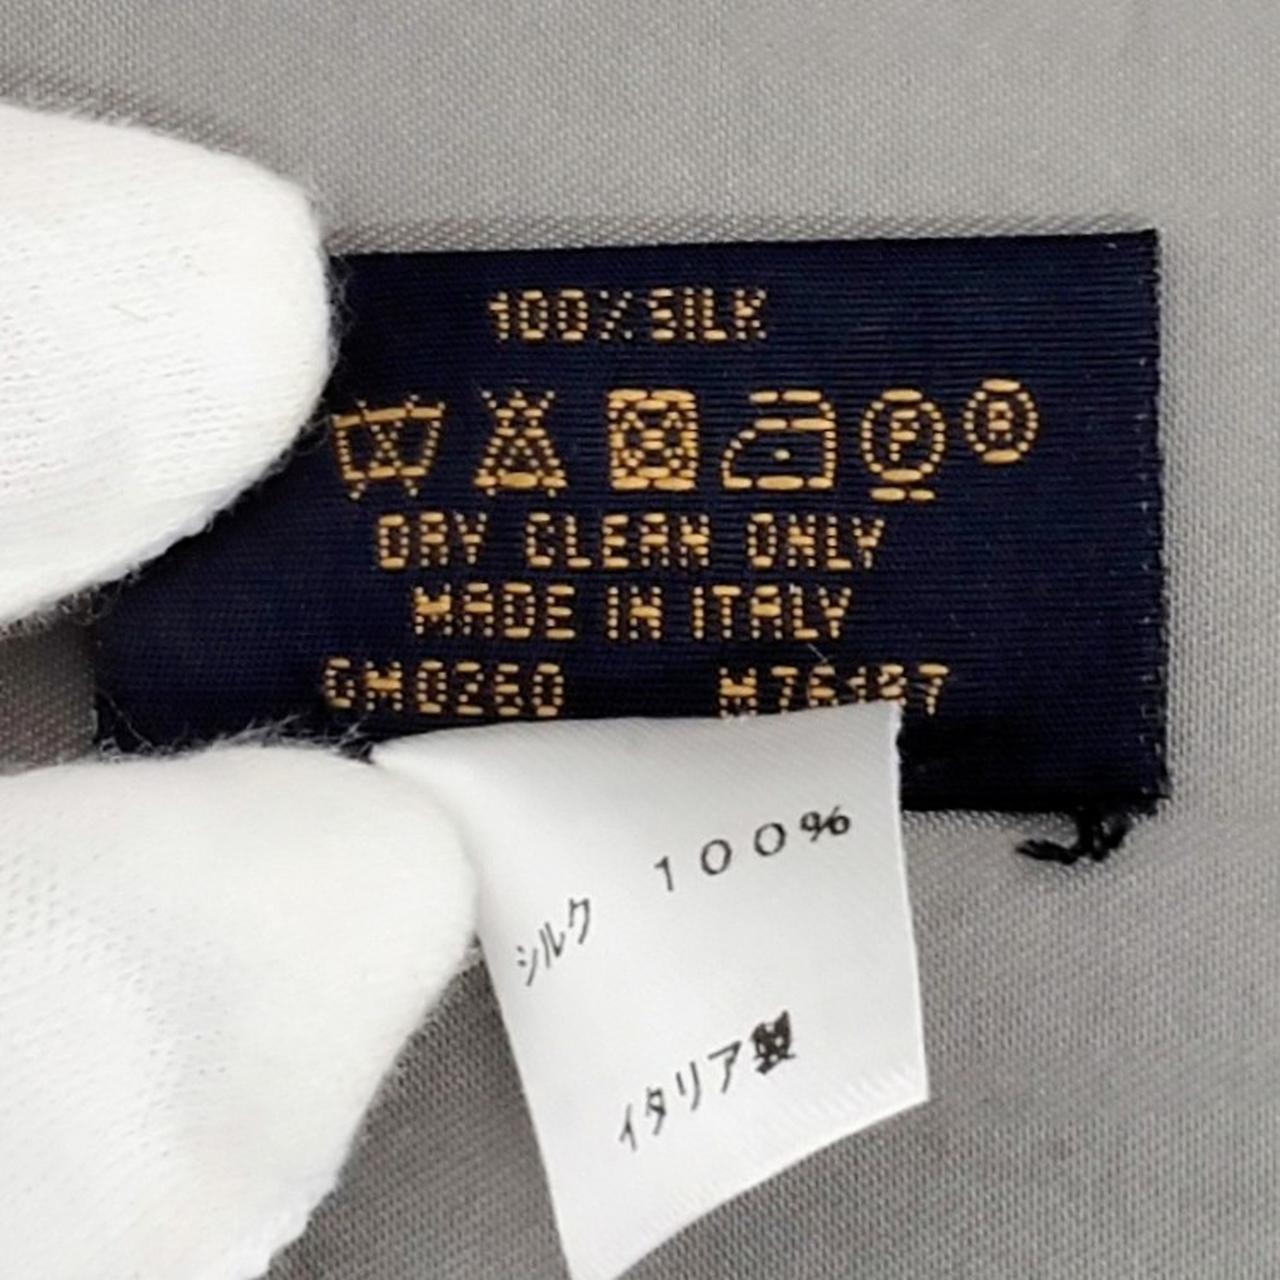 100% SILK
P R
DRY CLEAN ONLY
MADE IN ITALY
GM0260
シルク 100%
イタリア製